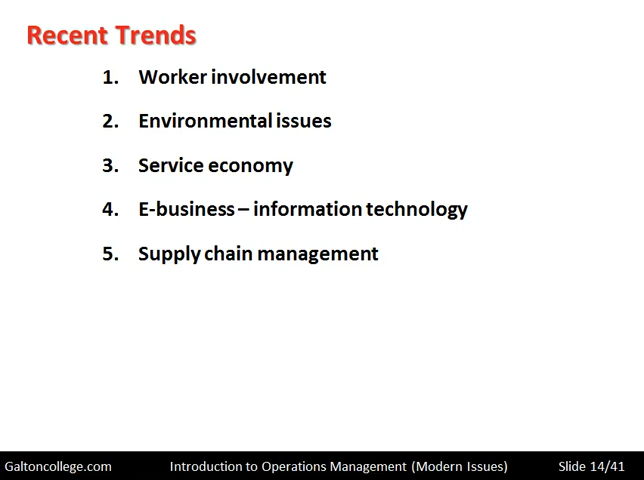 Recent Trends
1. Worker involvement
2. Environmental issues
3. Service economy
4. E-business – information technology
5. Supply chain management
Galtoncollege.com Introduction to Operations Management (Modern Issues) Slide 14/41